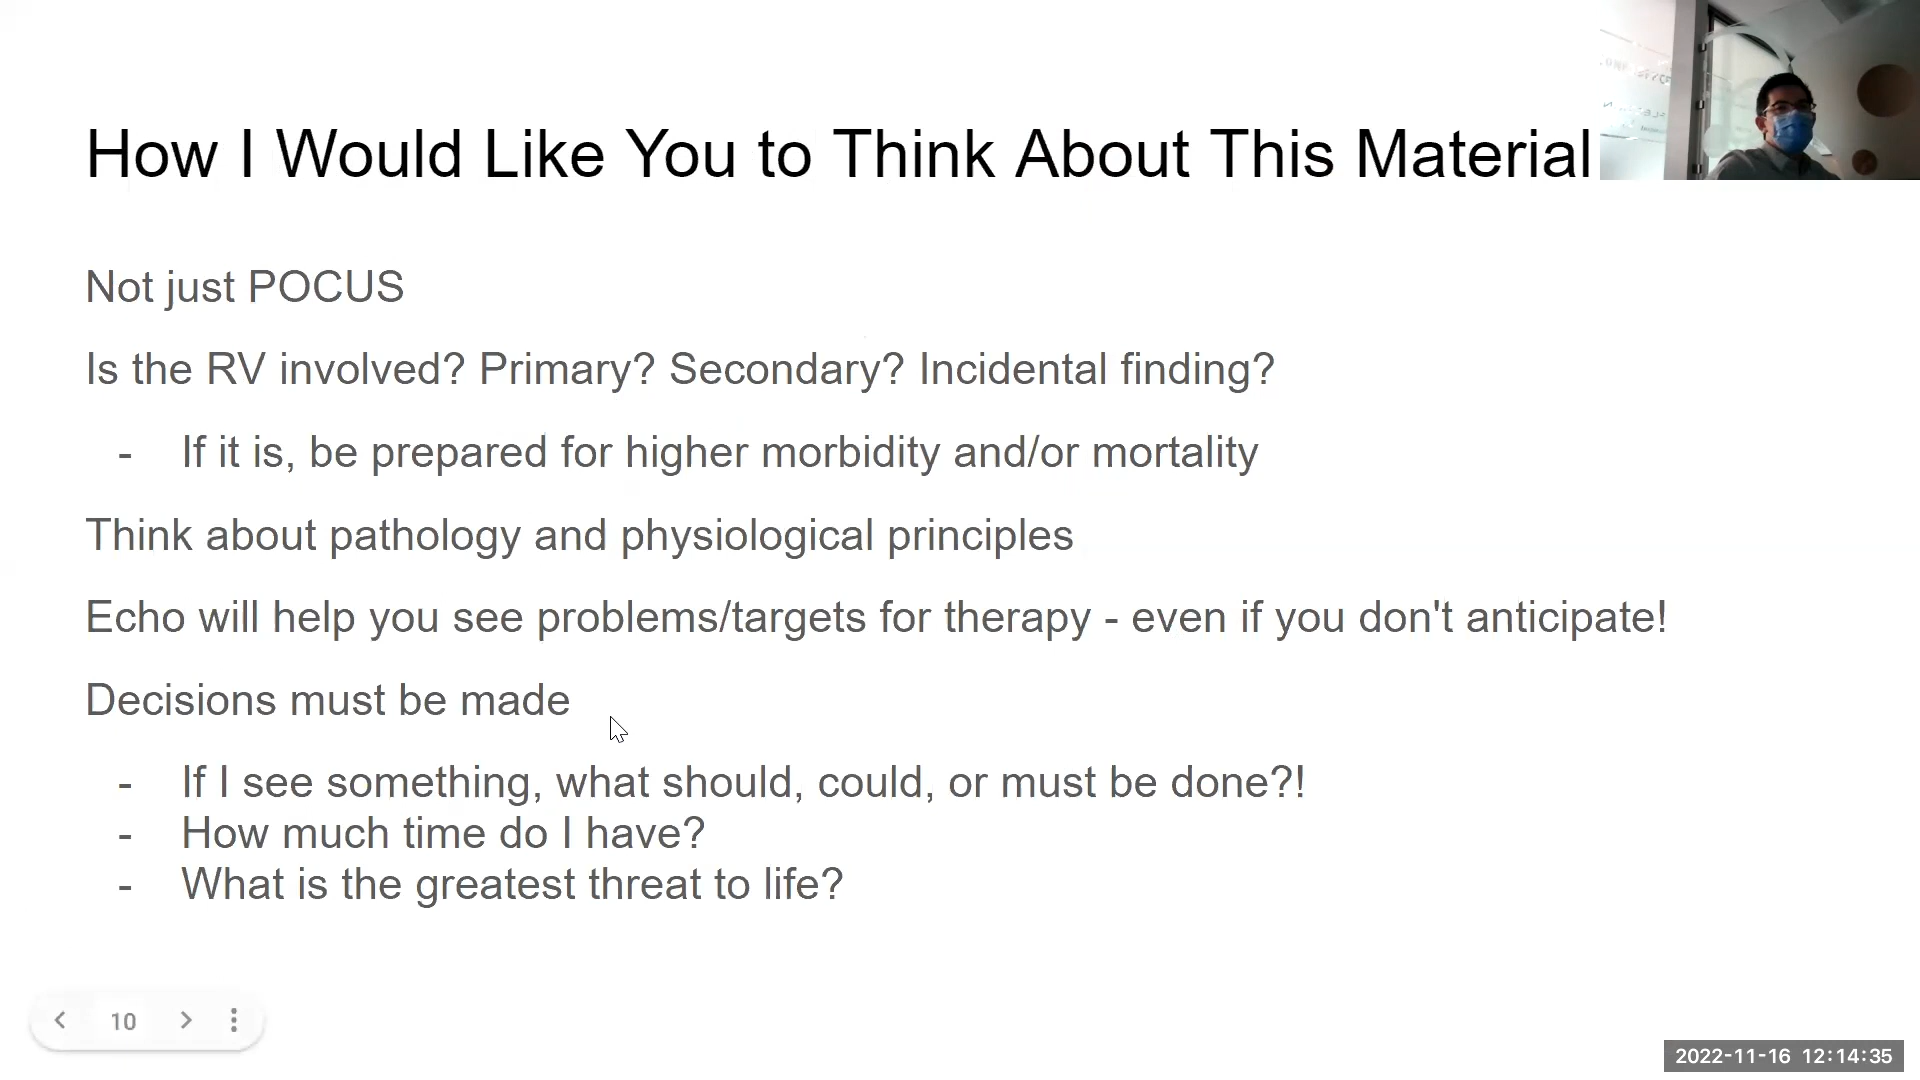 How I Would Like You to Think About This Material
Not just POCUS
Is the RV involved? Primary? Secondary? Incidental finding?
- If it is, be prepared for higher morbidity and/or mortality
Think about pathology and physiological principles
Echo will help you see problems/targets for therapy - even if you don't anticipate!
Decisions must be made
- If I see something, what should, could, or must be done?!
- How much time do I have?
- What is the greatest threat to life?
10
2022-11-16 12:14:35